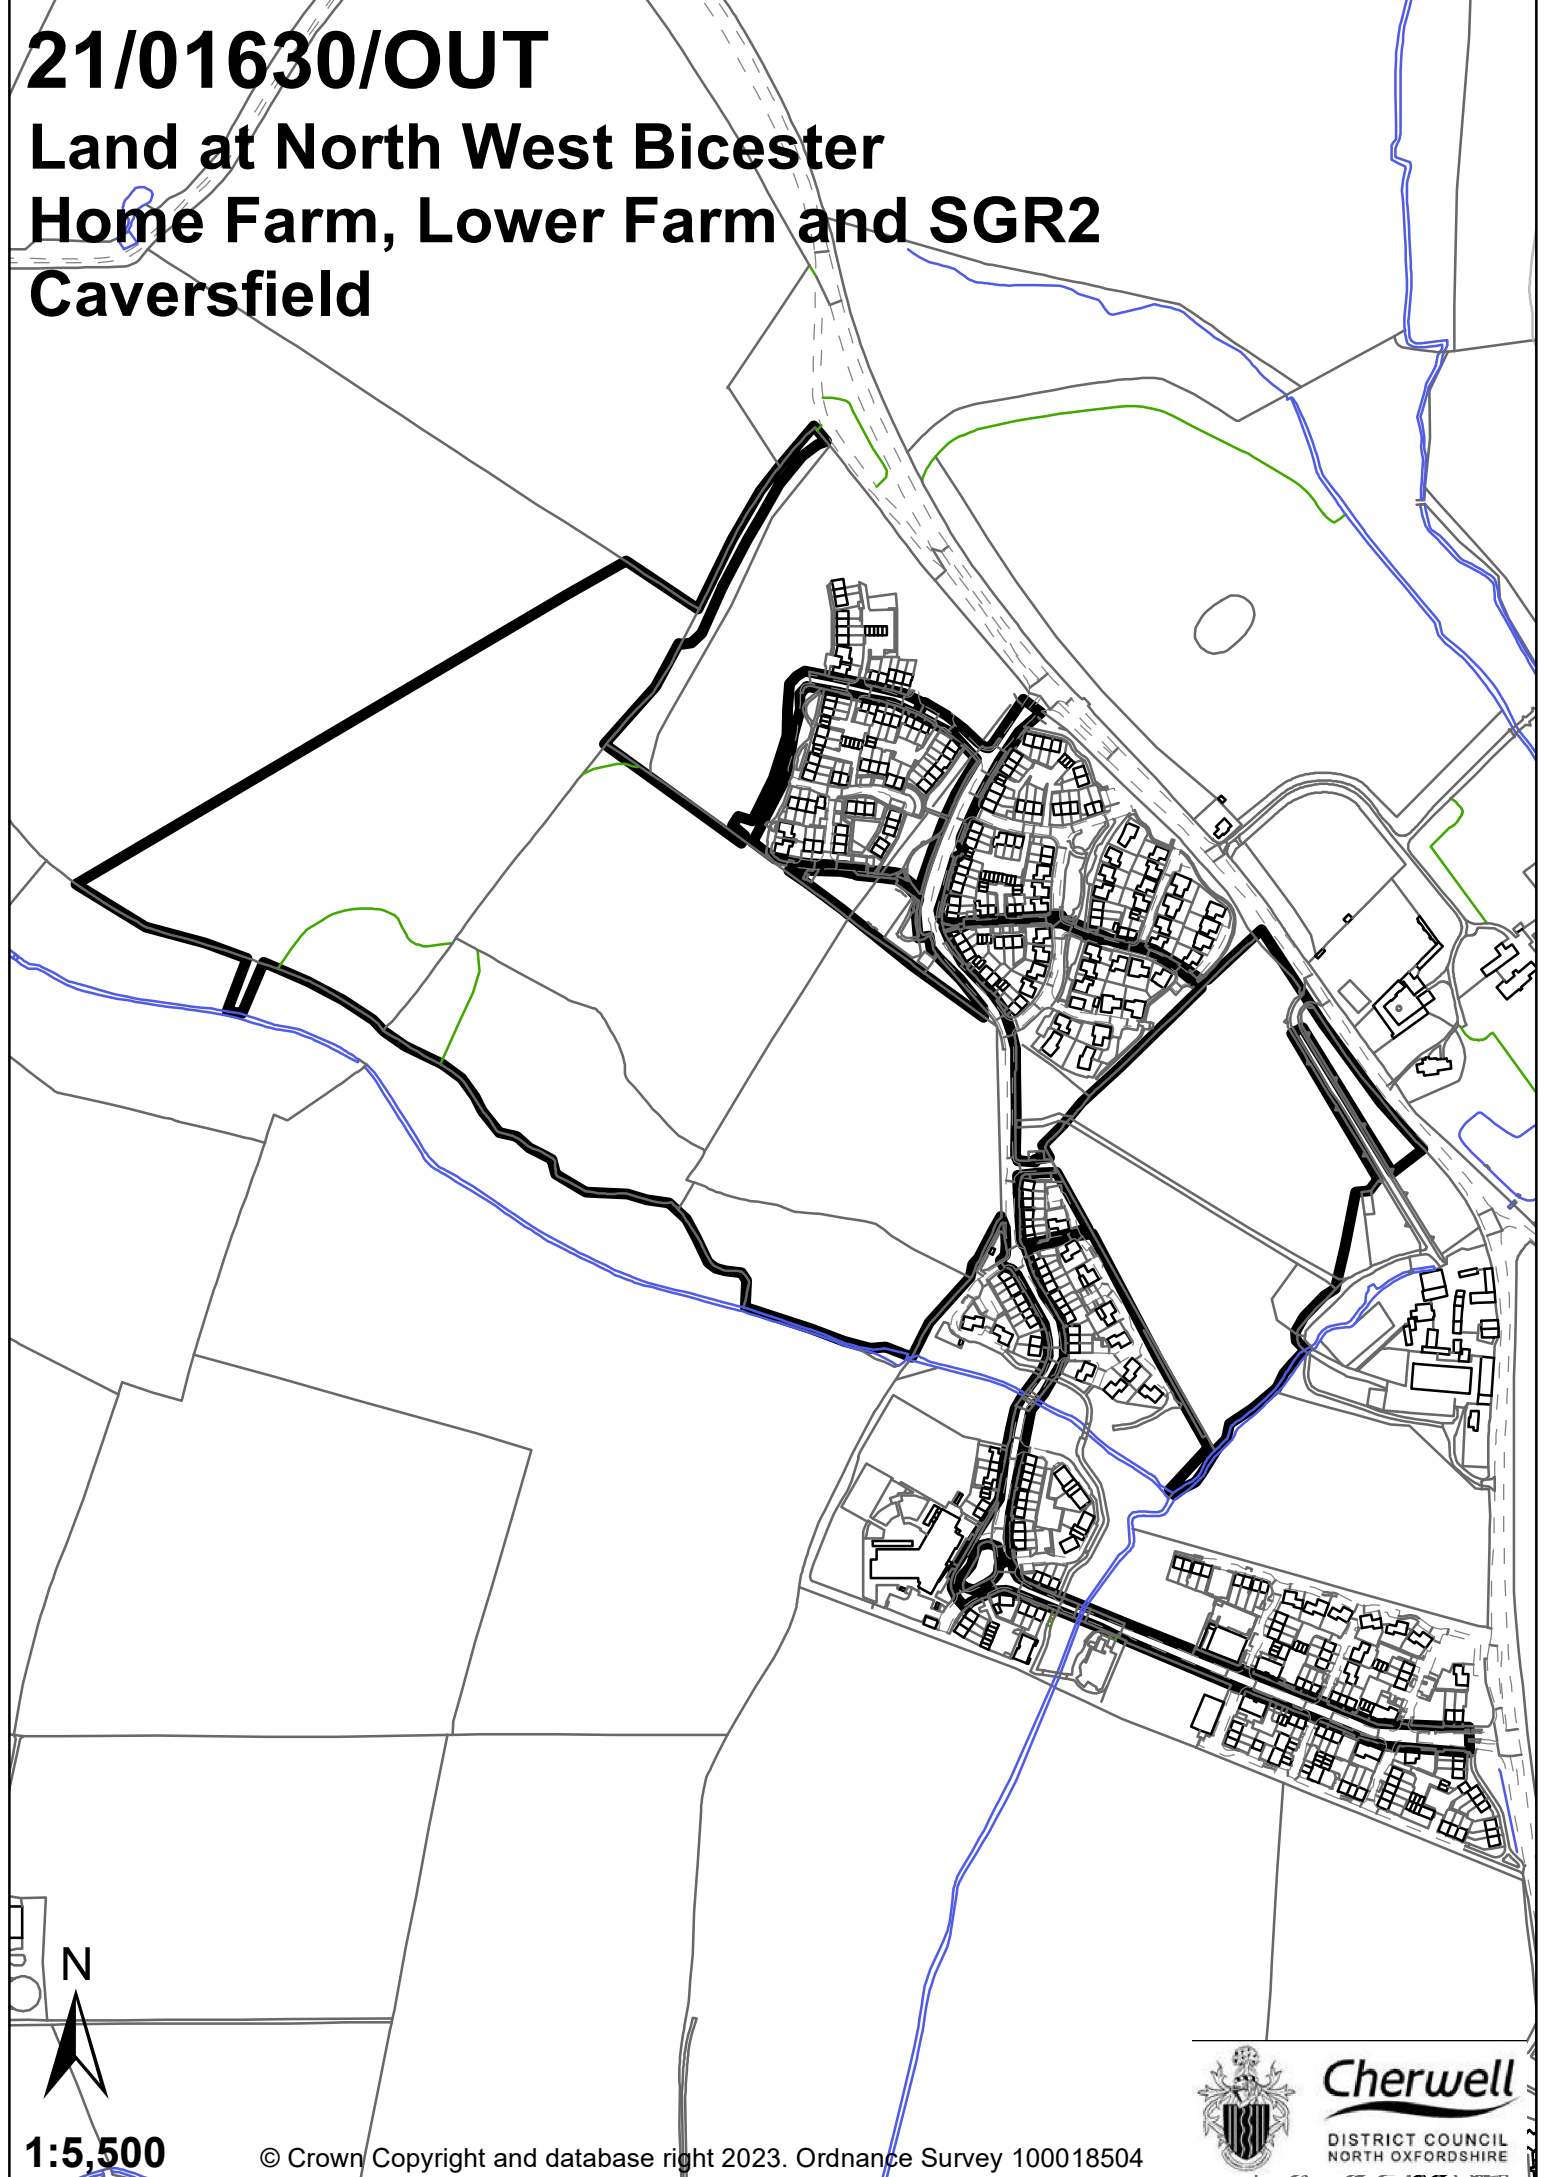 21/01630/OUT
Land at North West Bicester
Home Farm, Lower Farm and SGR2
Caversfield
N
1:5,500
© Crown Copyright and database right 2023. Ordnance Survey 100018504
Cherwell
DISTRICT COUNCIL
NORTH OXFORDSHIRE